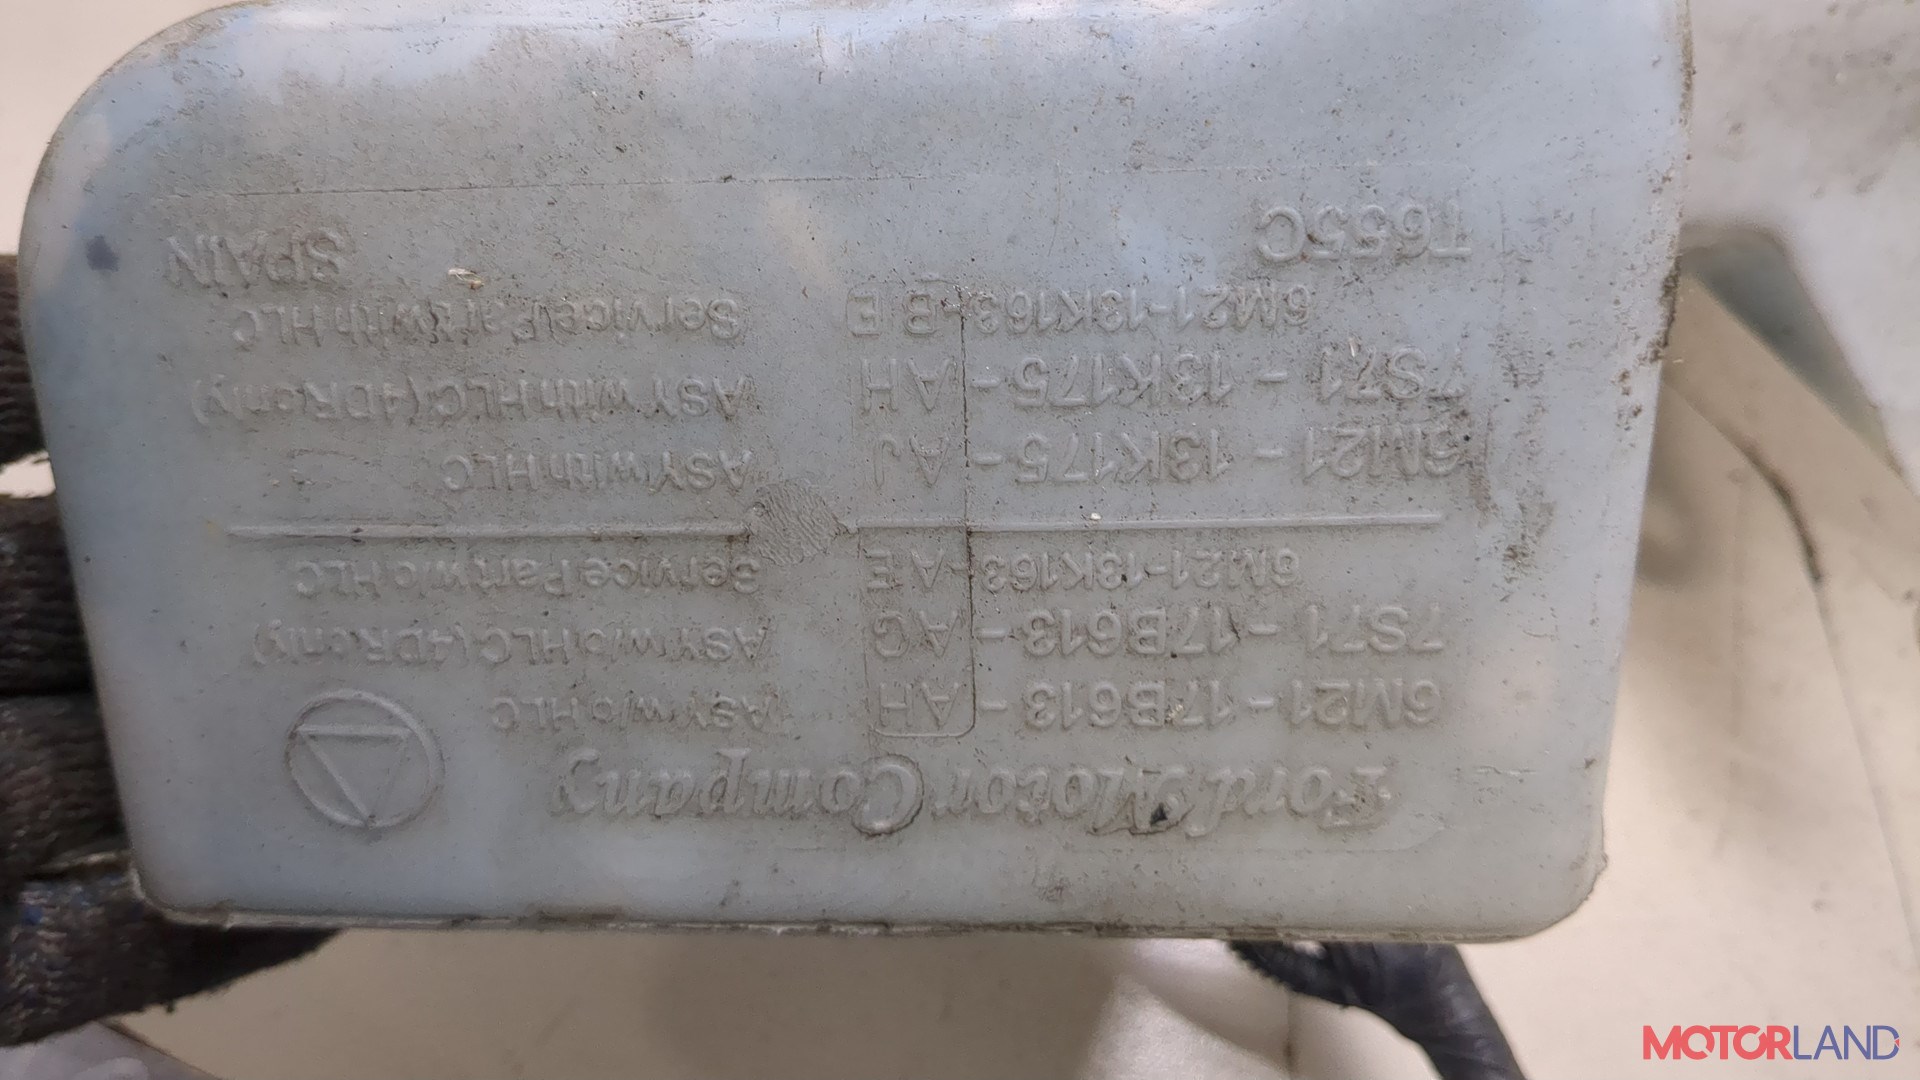 Ford Motor Company
6M21 - 17B613 - AH ASY w/o HLC
7S71 - 17B613 - AG ASY w/o HLC (4DR only)
6M21-13K163-AE Service Part w/o HLC
6M21 - 13K175 - AJ ASY with HLC
7S71 - 13K175 - AH ASY with HLC (4DR only)
6M21-13K163-BE Service Part with HLC
T655C SPAIN
MOTORLAND